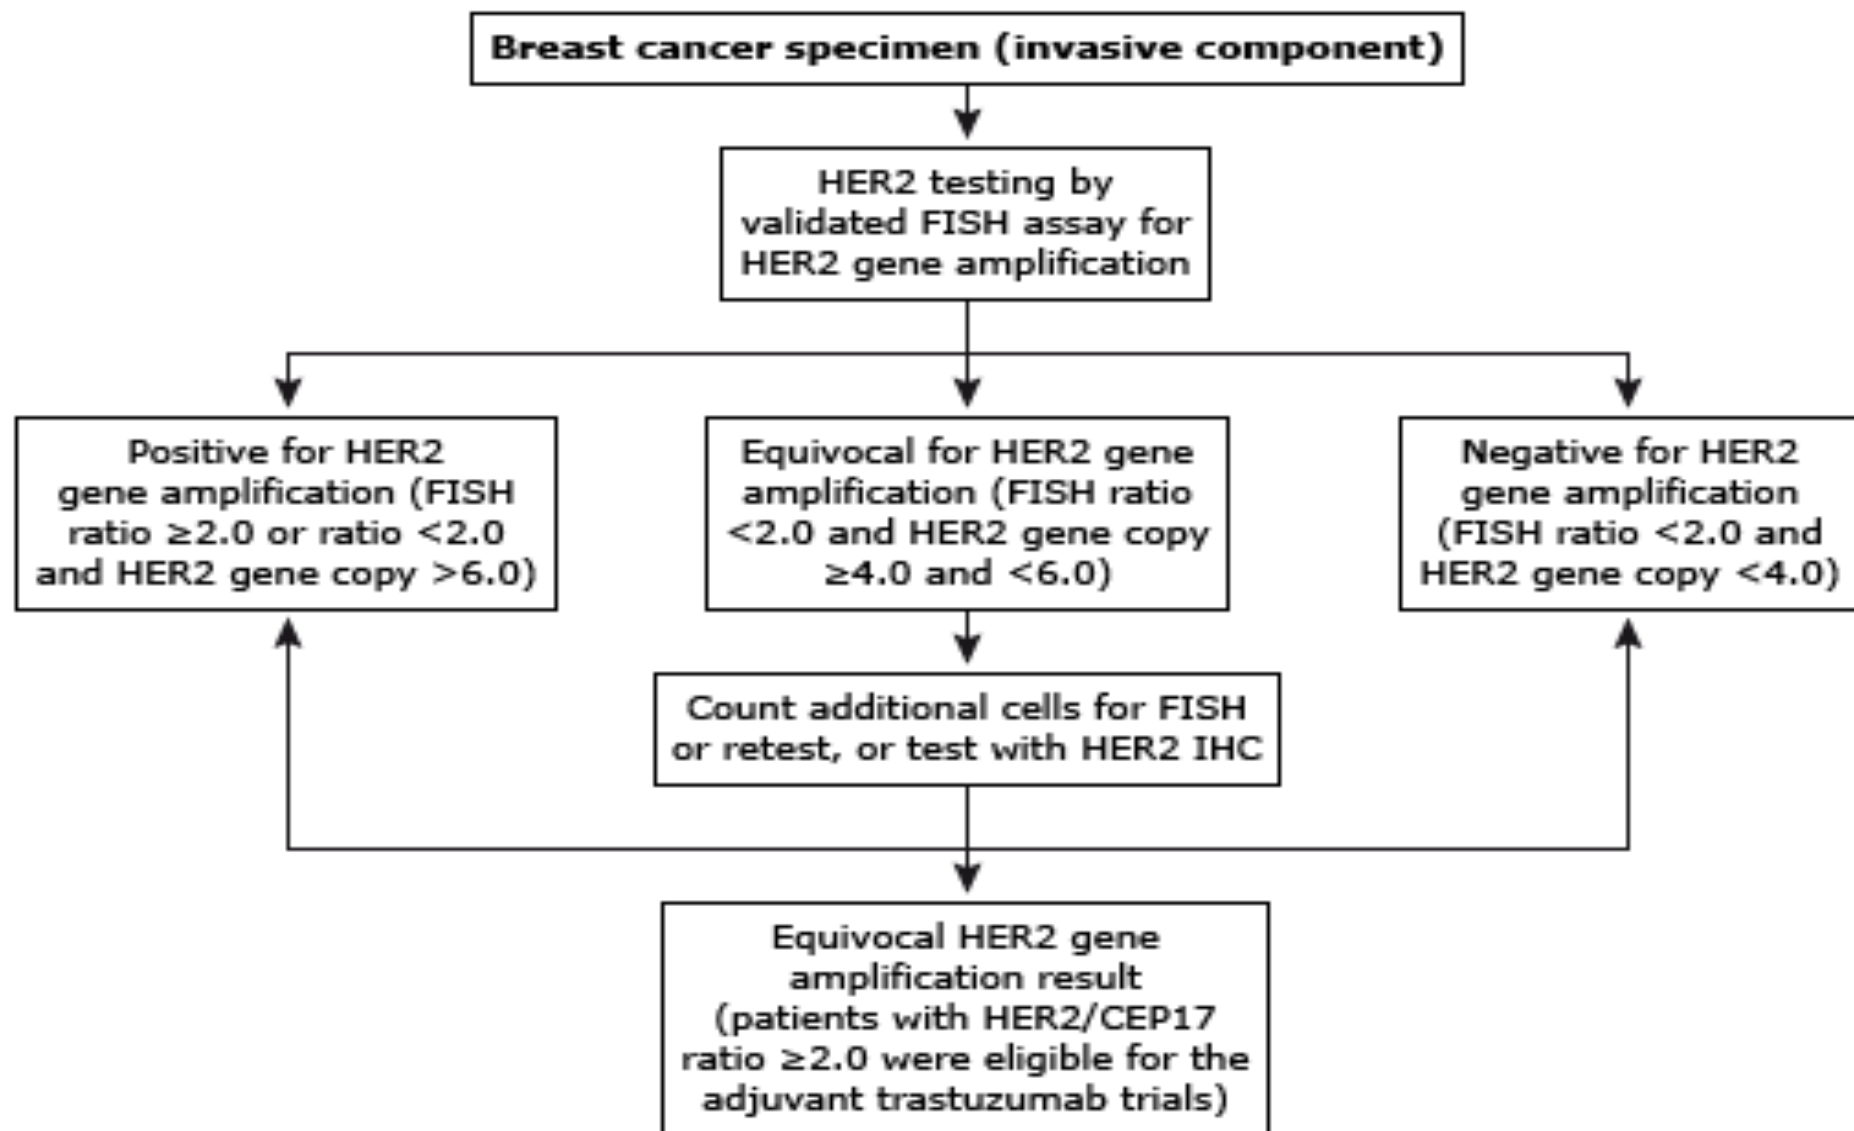 Breast cancer specimen (invasive component)
HER2 testing by
validated FISH assay for
HER2 gene amplification
Positive for HER2
gene amplification (FISH
ratio ≥2.0 or ratio <2.0
and HER2 gene copy >6.0)
Equivocal for HER2 gene
amplification (FISH ratio
<2.0 and HER2 gene copy
≥4.0 and <6.0)
Negative for HER2
gene amplification
(FISH ratio <2.0 and
HER2 gene copy <4.0)
Count additional cells for FISH
or retest, or test with HER2 IHC
Equivocal HER2 gene
amplification result
(patients with HER2/CEP17
ratio ≥2.0 were eligible for the
adjuvant trastuzumab trials)